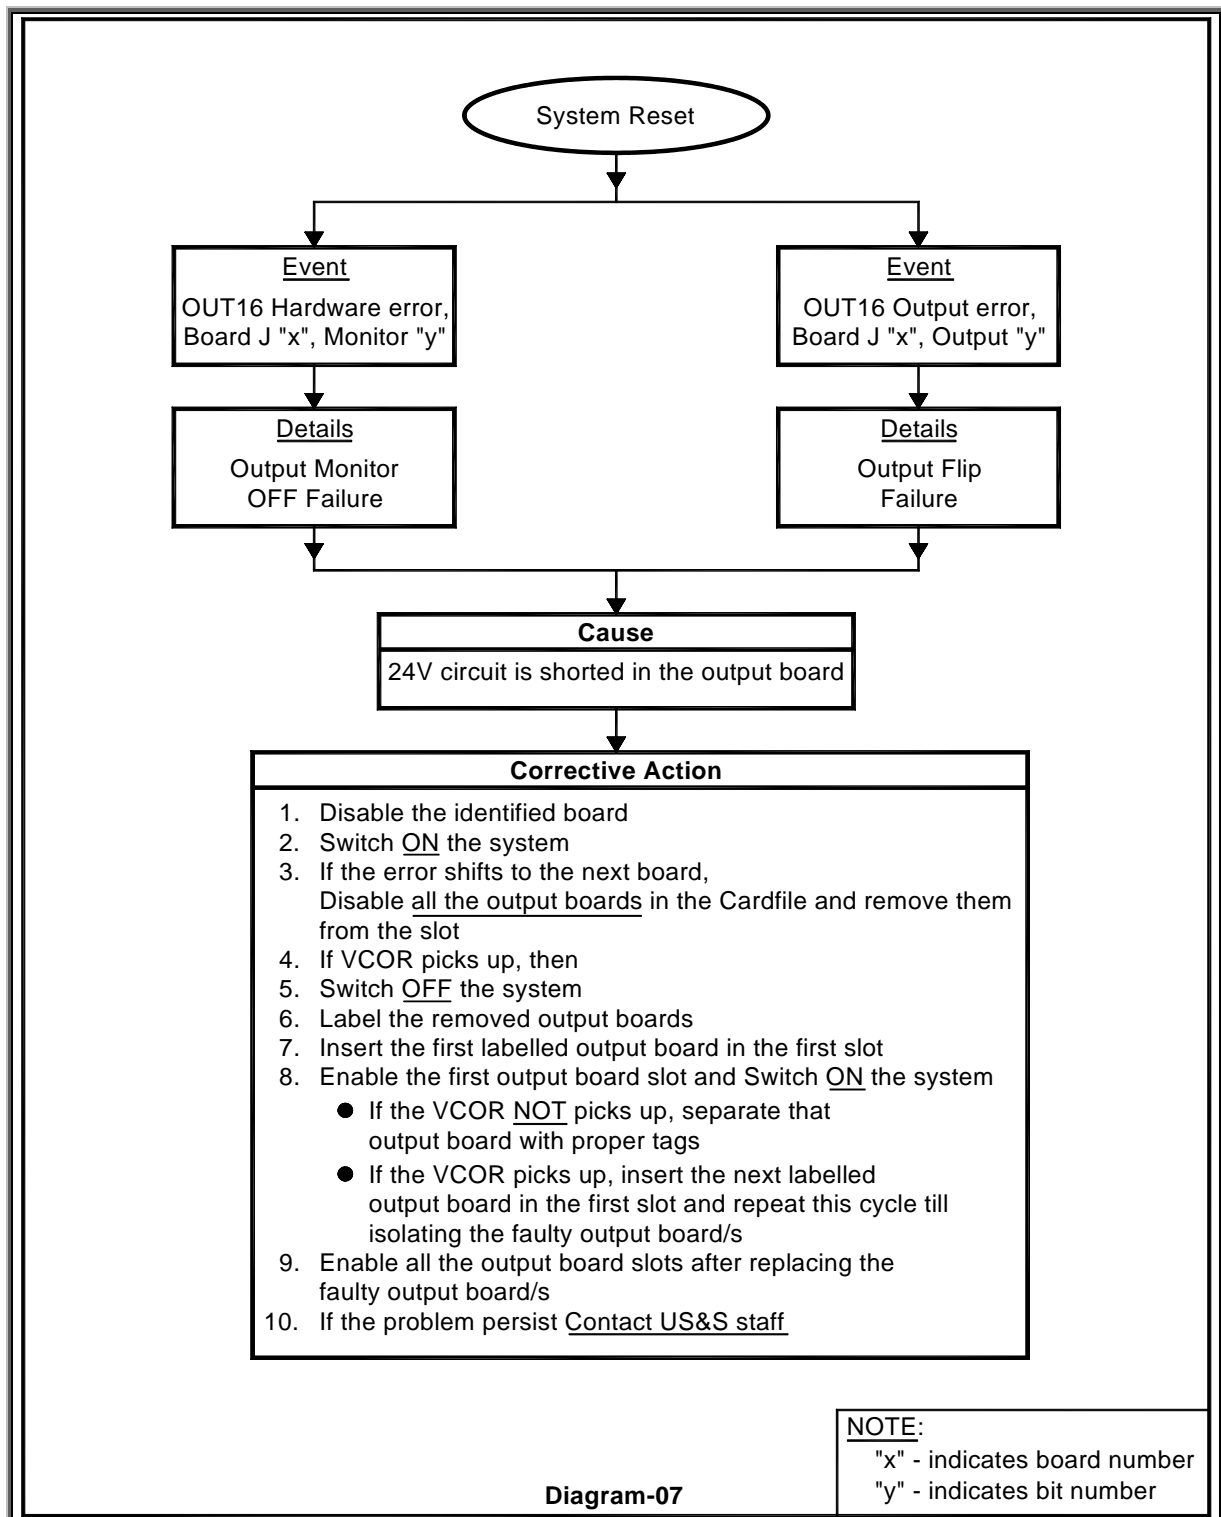 System Reset
Event
OUT16 Hardware error,
Board J "x", Monitor "y"
Event
OUT16 Output error,
Board J "x", Output "y"
Details
Output Monitor
OFF Failure
Details
Output Flip
Failure
Cause
24V circuit is shorted in the output board
Corrective Action
1. Disable the identified board
2. Switch ON the system
3. If the error shifts to the next board,
Disable all the output boards in the Cardfile and remove them
from the slot
4. If VCOR picks up, then
5. Switch OFF the system
6. Label the removed output boards
7. Insert the first labelled output board in the first slot
8. Enable the first output board slot and Switch ON the system
● If the VCOR NOT picks up, separate that
output board with proper tags
● If the VCOR picks up, insert the next labelled
output board in the first slot and repeat this cycle till
isolating the faulty output board/s
9. Enable all the output board slots after replacing the
faulty output board/s
10. If the problem persist Contact US&S staff
NOTE:
"x" - indicates board number
"y" - indicates bit number
Diagram-07